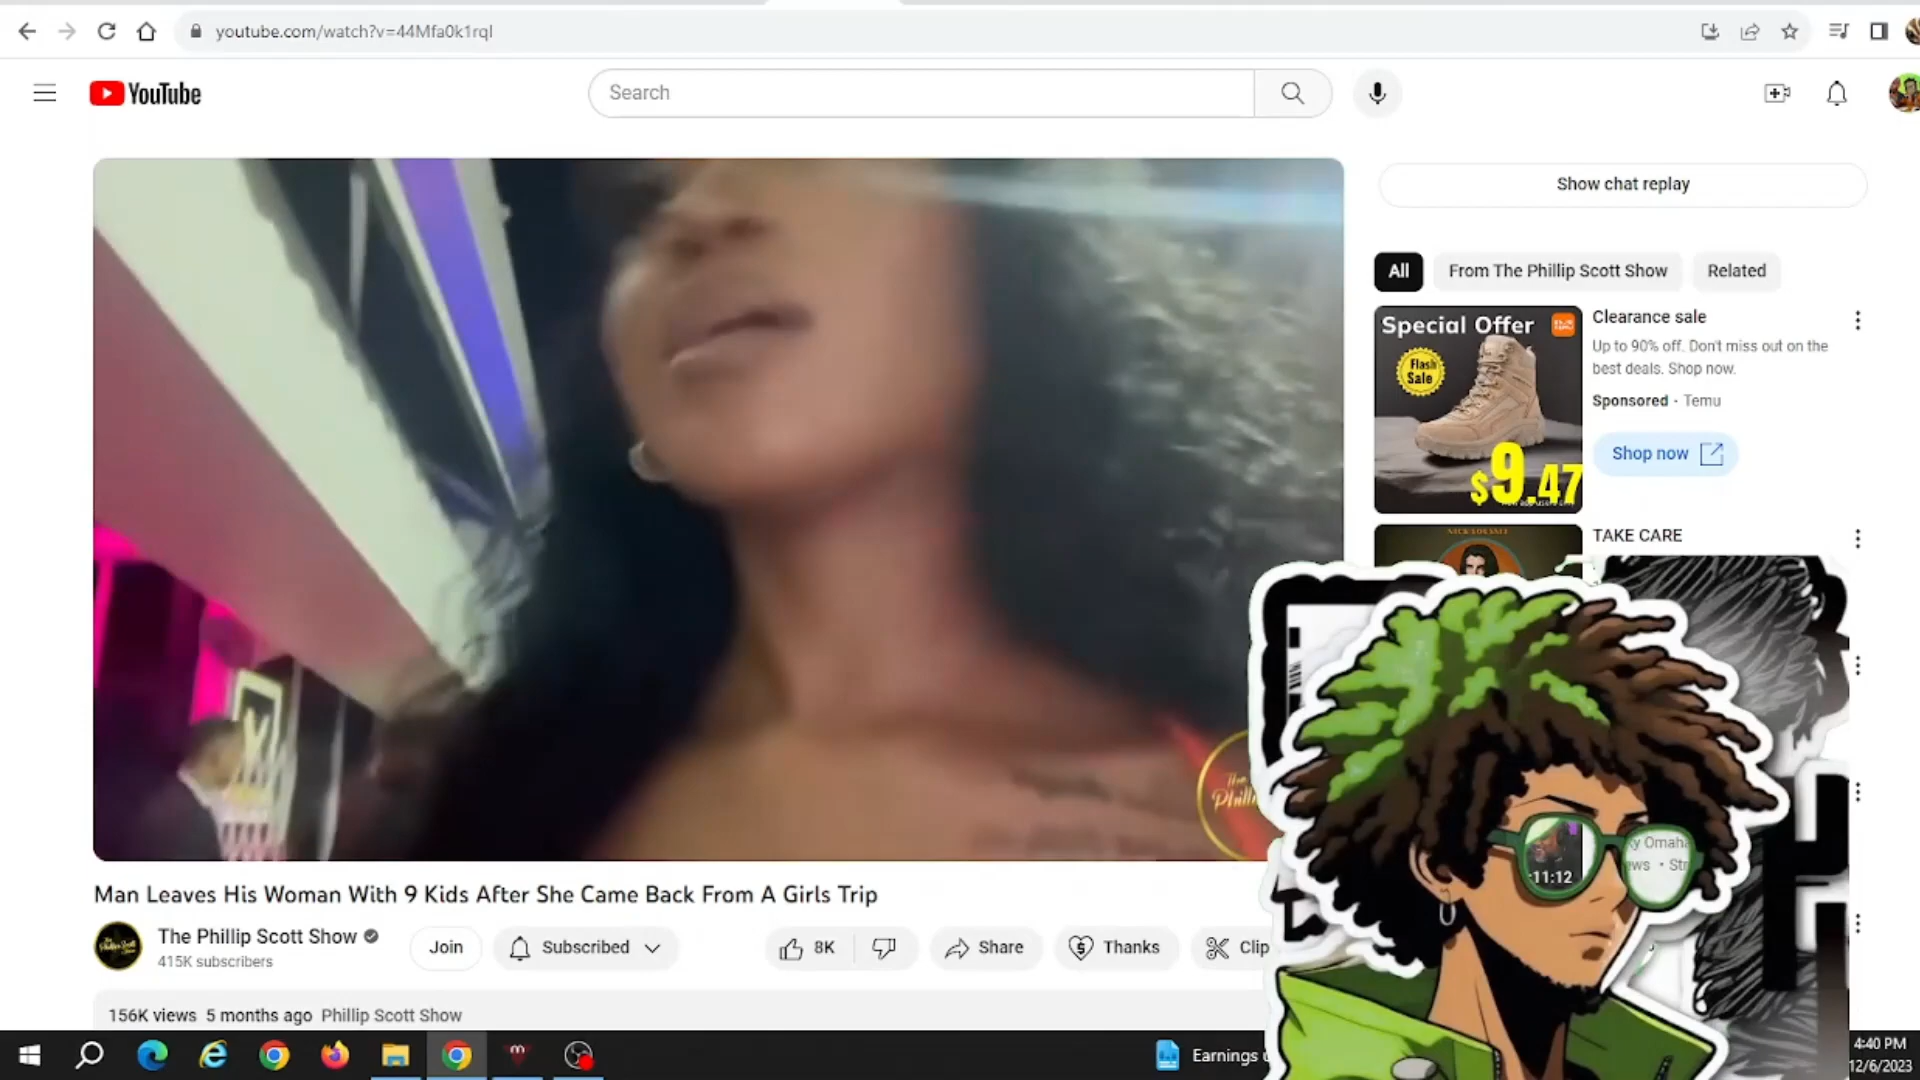 youtube.com/watch?v=44Mfa0k1rqI
YouTube
Search
Show chat replay
All
From The Phillip Scott Show
Related
Special Offer
Flash
Sale
$9.47
Clearance sale
Up to 90% off. Don't miss out on the
best deals. Shop now.
Sponsored · Temu
Shop now
TAKE CARE
The
11:12
ky Omaha
Man Leaves His Woman With 9 Kids After She Came Back From A Girls Trip
The Phillip Scott Show
415K subscribers
Join
Subscribed
8K
Share
Thanks
Clip
156K views 5 months ago Phillip Scott Show
Earnings
4:40 PM
12/6/2023